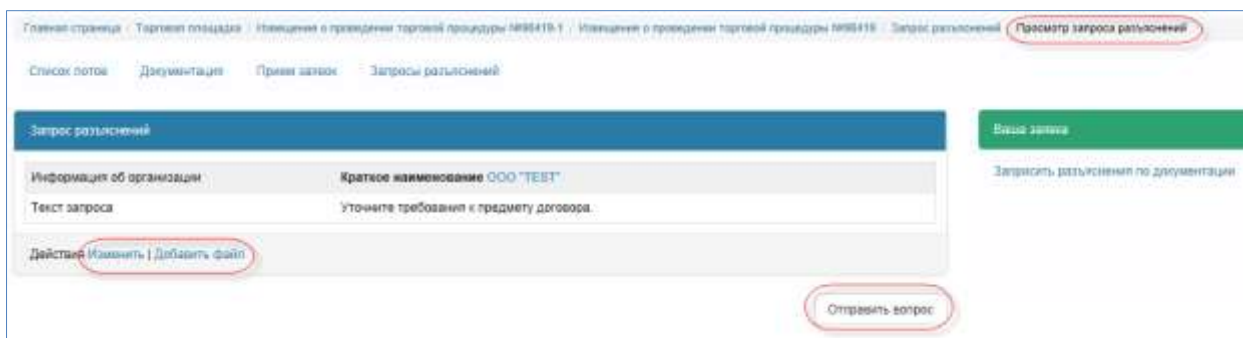 Главная страница / Торговая площадка / Извещение о проведении торговой процедуры №98419-1 / Извещение о проведении торговой процедуры №98419 / Запрос разъяснений / Просмотр запроса разъяснений
Список лотов Документация Прием заявок Запросы разъяснений
Запрос разъяснений
Ваша заявка
Информация об организации Краткое наименование ООО "TEST"
Запросить разъяснения по документации
Текст запроса Уточните требования к предмету договора.
Действия Изменить | Добавить файл
Отправить вопрос